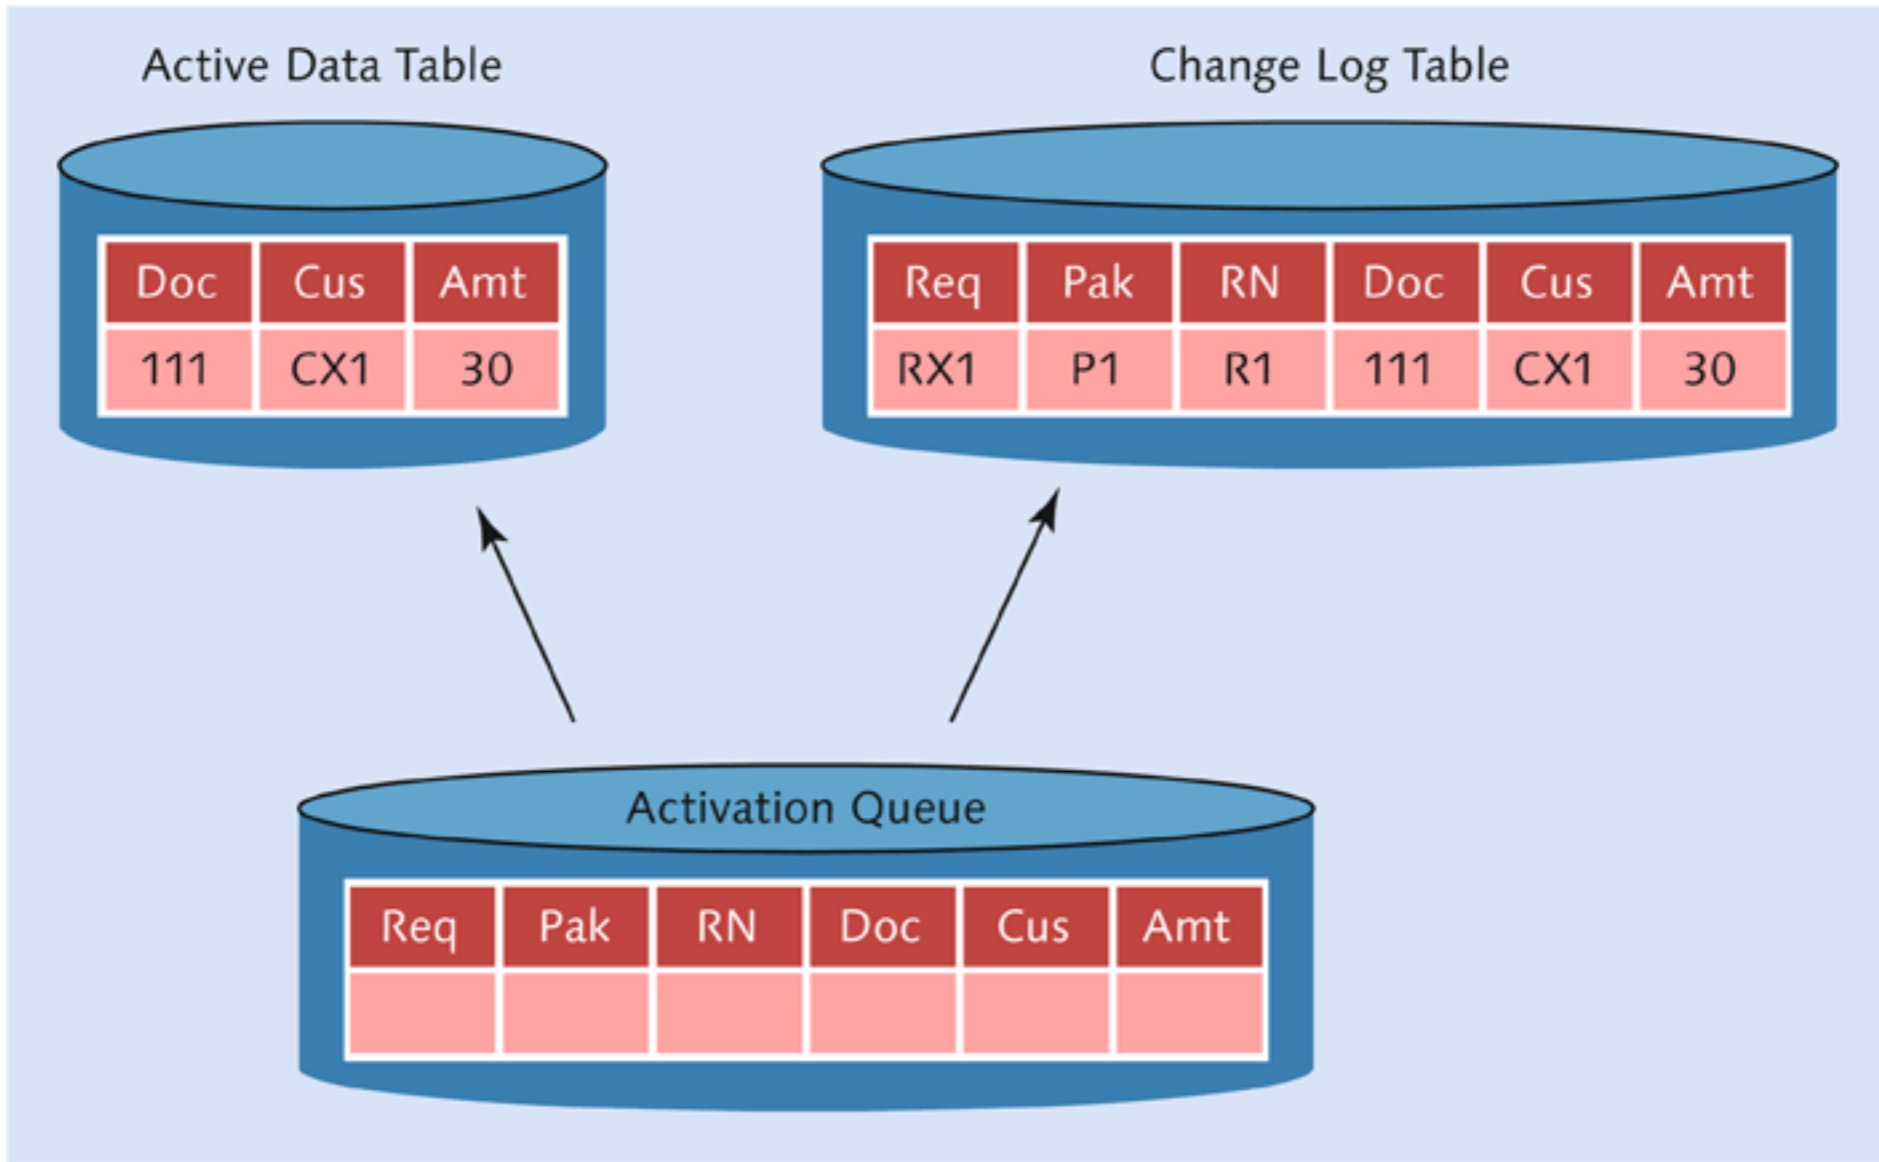 Active Data Table
Change Log Table
Doc Cus Amt
111 CX1 30
Req Pak RN Doc Cus Amt
RX1 P1 R1 111 CX1 30
Activation Queue
Req Pak RN Doc Cus Amt